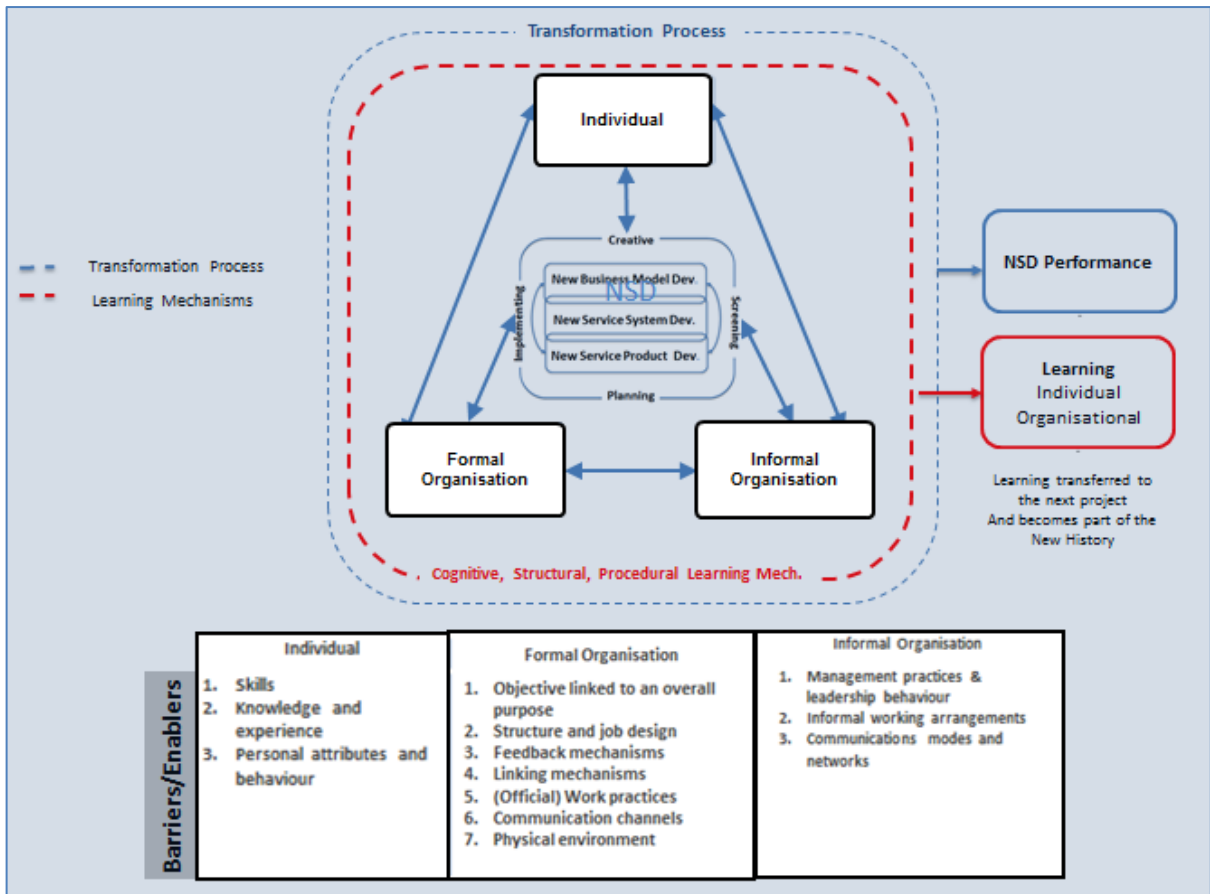 Transformation Process
Individual
Creative
New Business Model Dev.
NSD
New Service System Dev.
New Service Product Dev.
Implementing
Screening
Planning
Formal
Organisation
Informal
Organisation
Cognitive, Structural, Procedural Learning Mech.
Transformation Process
Learning Mechanisms
NSD Performance
Learning
Individual
Organisational
Learning transferred to
the next project
And becomes part of the
New History
Barriers/Enablers
Individual
1. Skills
2. Knowledge and
experience
3. Personal attributes and
behaviour
Formal Organisation
1. Objective linked to an overall
purpose
2. Structure and job design
3. Feedback mechanisms
4. Linking mechanisms
5. (Official) Work practices
6. Communication channels
7. Physical environment
Informal Organisation
1. Management practices &
leadership behaviour
2. Informal working arrangements
3. Communications modes and
networks